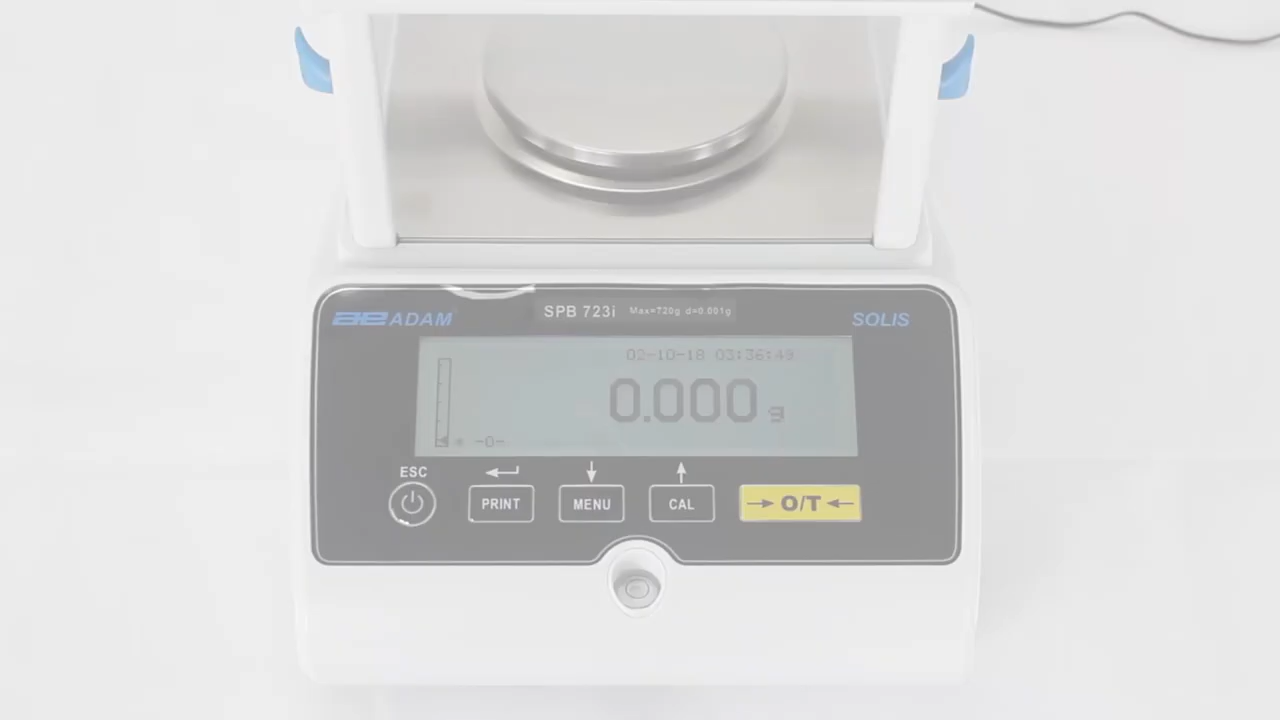 ae ADAM SPB 723i Max=720g d=0.001g SOLIS
02-10-18 03:36:49
0.000 g
-0-
ESC
PRINT MENU CAL O/T